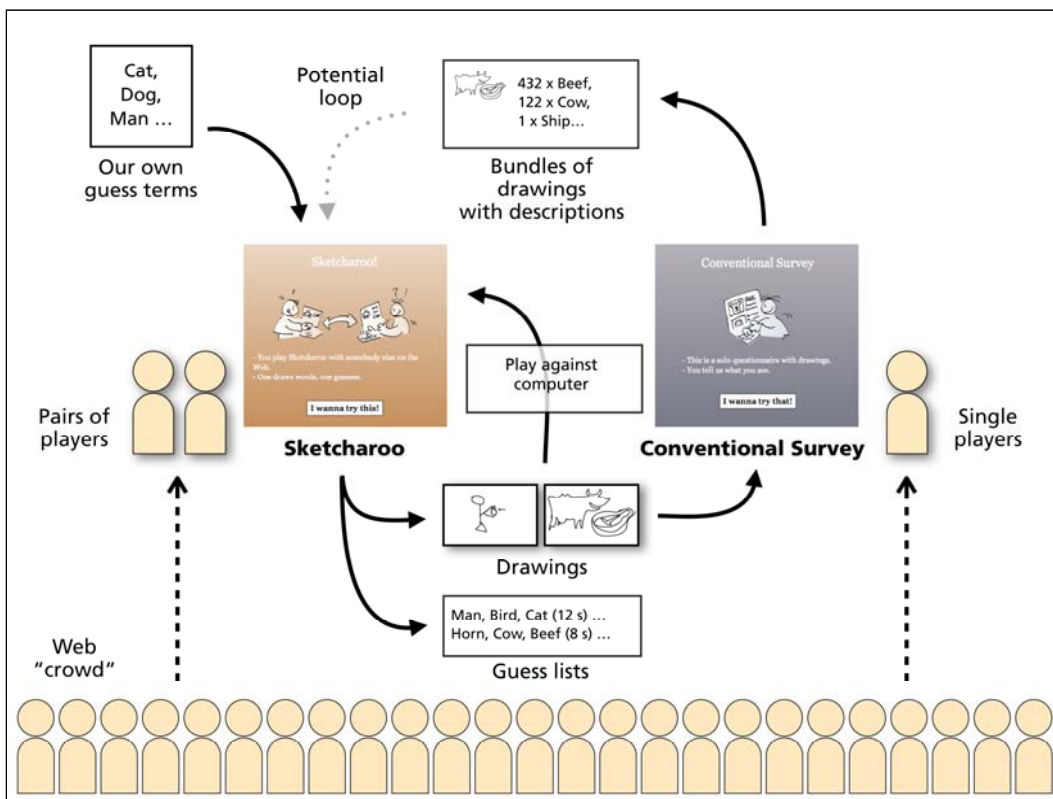 Cat,
Dog,
Man ...
Our own
guess terms
Potential
loop
432 x Beef,
122 x Cow,
1 x Ship...
Bundles of
drawings
with descriptions
Sketcharoo!
- You play Sketcharoo with somebody else on the
Web.
- One draws words, one guesses.
I wanna try this!
Sketcharoo
Play against
computer
Conventional Survey
- This is a solo questionnaire with drawings.
- You tell us what you see.
I wanna try that!
Conventional Survey
Pairs of
players
Single
players
Drawings
Man, Bird, Cat (12 s) ...
Horn, Cow, Beef (8 s) ...
Guess lists
Web
"crowd"